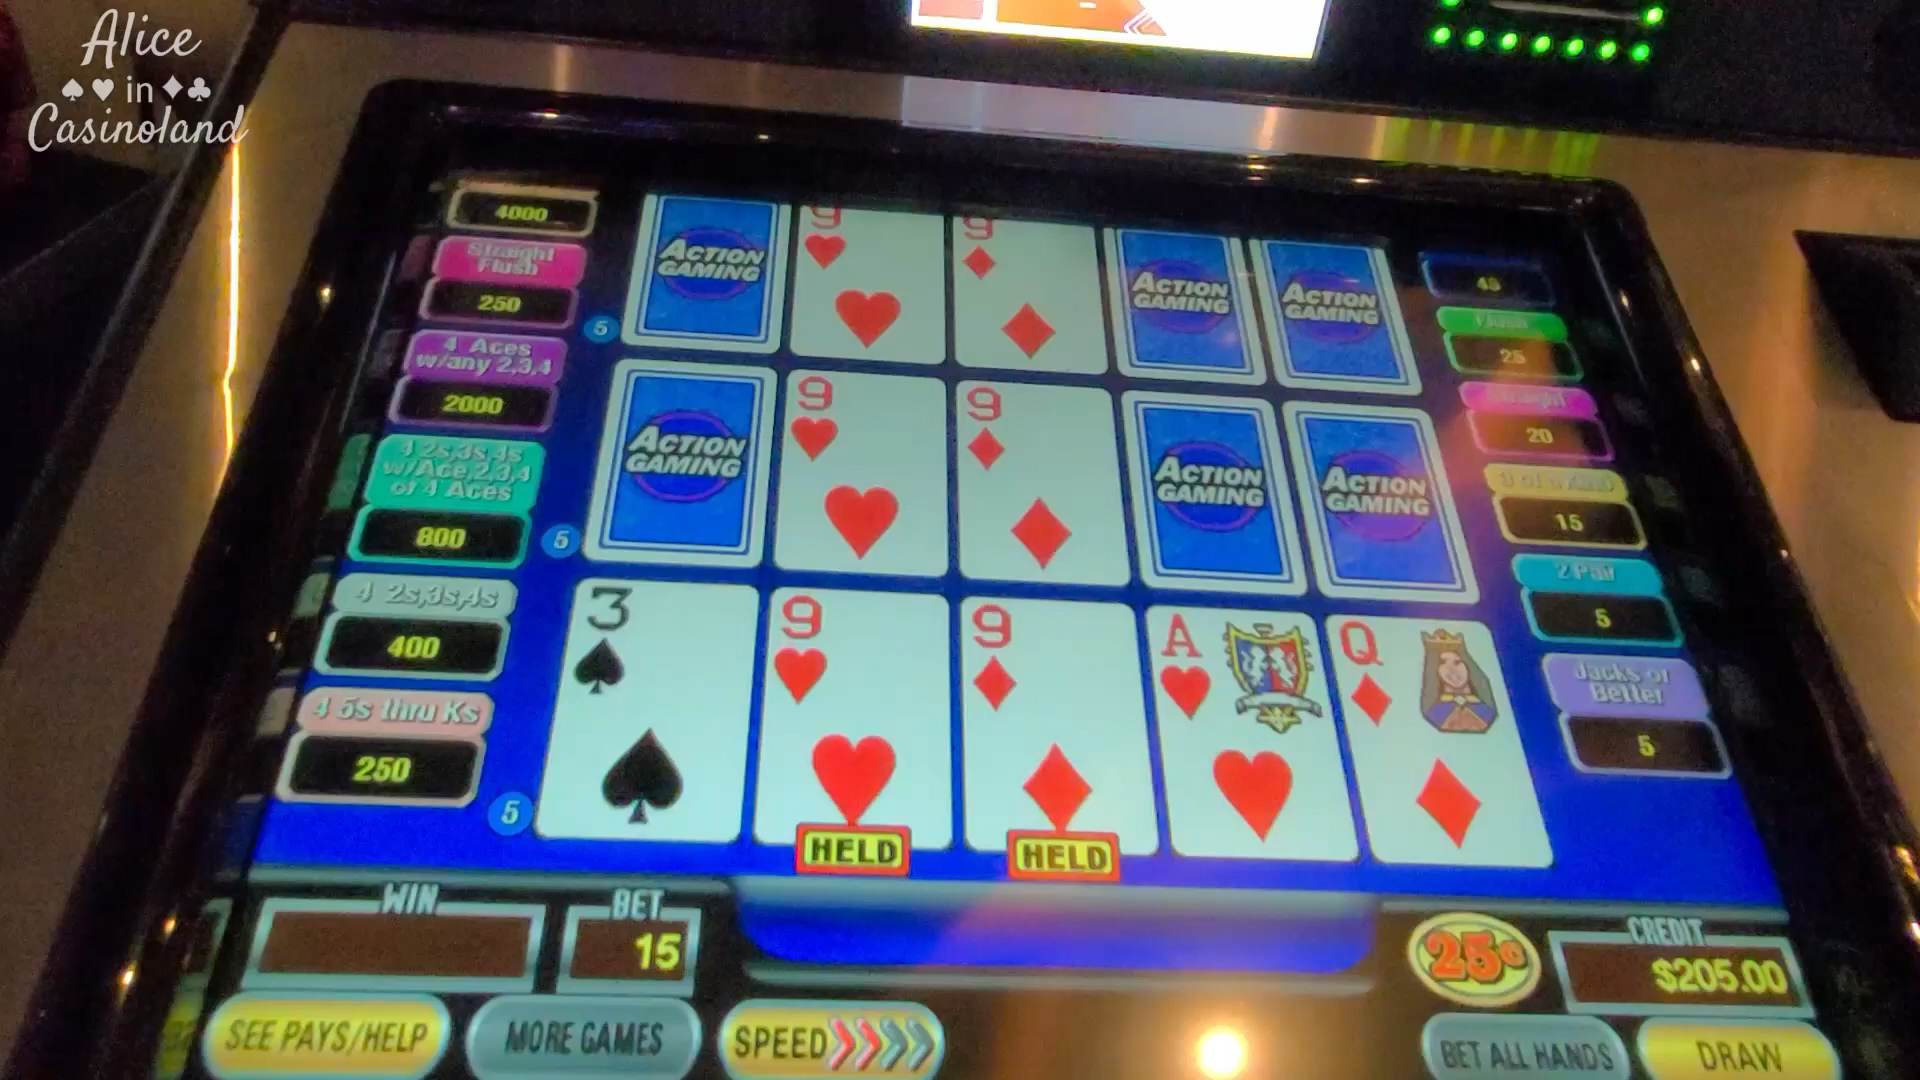 Alice
in
Casinoland
4000
Straight
Flush
250
4 Aces
w/any 2,3,4
2000
4 2s,3s,4s
w/Ace,2,3,4
or 4 Aces
800
4 2s,3s,4s
400
4 5s thru Ks
250
5
5
5
ACTION
GAMING
9
9
ACTION
GAMING
ACTION
GAMING
ACTION
GAMING
9
9
ACTION
GAMING
ACTION
GAMING
3
9
9
A
Q
HELD
HELD
Flush
25
Straight
20
15
2 Pair
5
Jacks or
Better
5
WIN
BET
15
25¢
CREDIT
$205.00
SEE PAYS/HELP
MORE GAMES
SPEED
BET ALL HANDS
DRAW